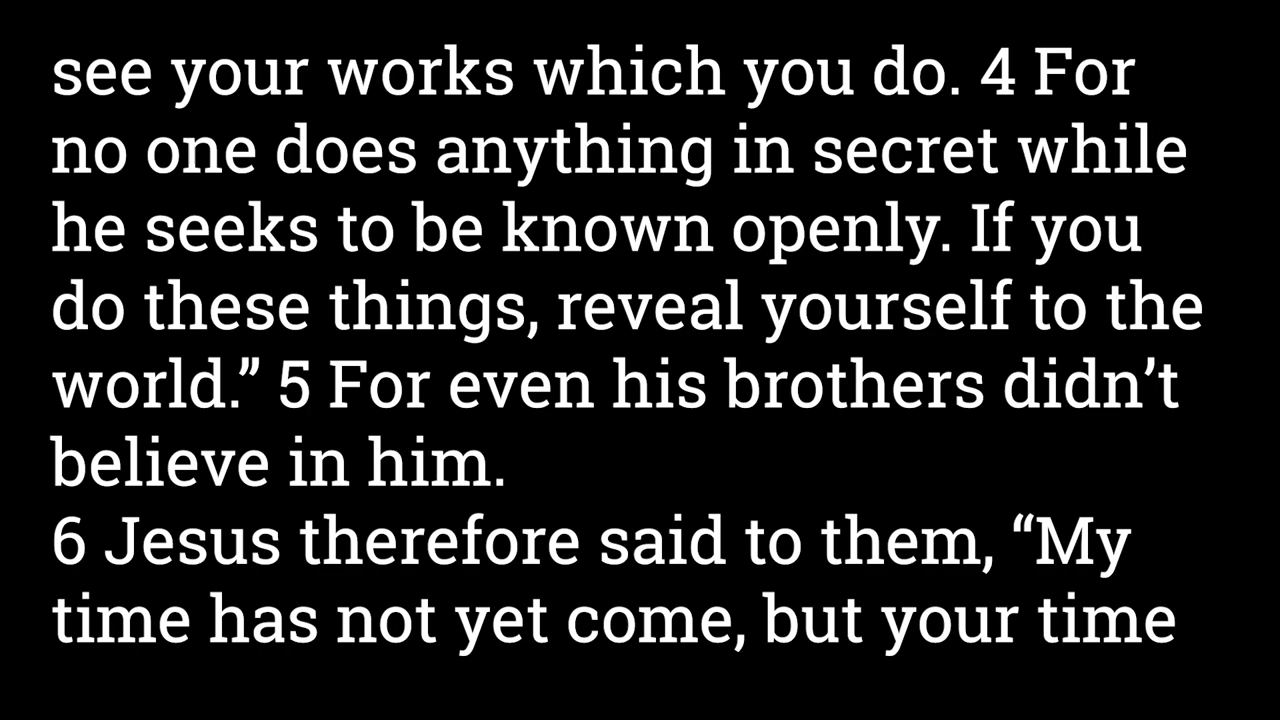 see your works which you do. 4 For
no one does anything in secret while
he seeks to be known openly. If you
do these things, reveal yourself to the
world.” 5 For even his brothers didn’t
believe in him.
6 Jesus therefore said to them, “My
time has not yet come, but your time